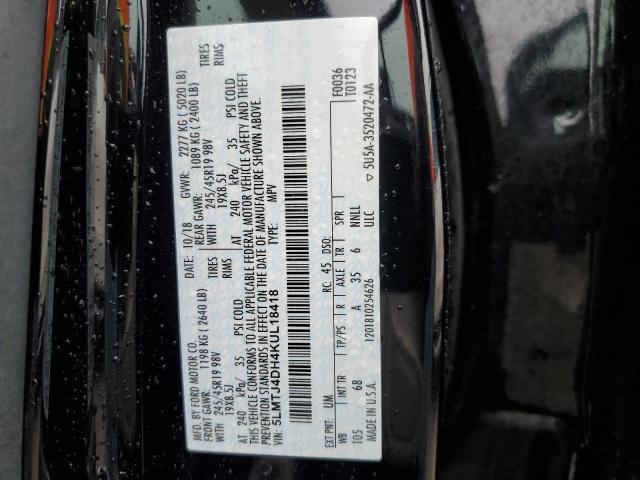 MFD. BY FORD MOTOR CO.
DATE: 10/18
GVWR: 2277 KG ( 5020 LB)
FRONT GAWR: 1198 KG ( 2640 LB)
REAR GAWR: 1089 KG ( 2400 LB)
WITH 245/45R19 98V TIRES
WITH 245/45R19 98V TIRES
19X8.5J RIMS
19X8.5J RIMS
AT 240 kPa/ 35 PSI COLD
AT 240 kPa/ 35 PSI COLD
THIS VEHICLE CONFORMS TO ALL APPLICABLE FEDERAL MOTOR VEHICLE SAFETY AND THEFT
PREVENTION STANDARDS IN EFFECT ON THE DATE OF MANUFACTURE SHOWN ABOVE.
VIN: 5LMTJ4DH4KUL18418
TYPE: MPV
F0036
T0123
EXT PNT: UM RC: 45 DSO:
WB INT TR TP/PS R AXLE TR SPR
105 68 A 35 6 NNLL
ULC
▽ 5U5A-3520472-AA
MADE IN U.S.A. 1201810254626